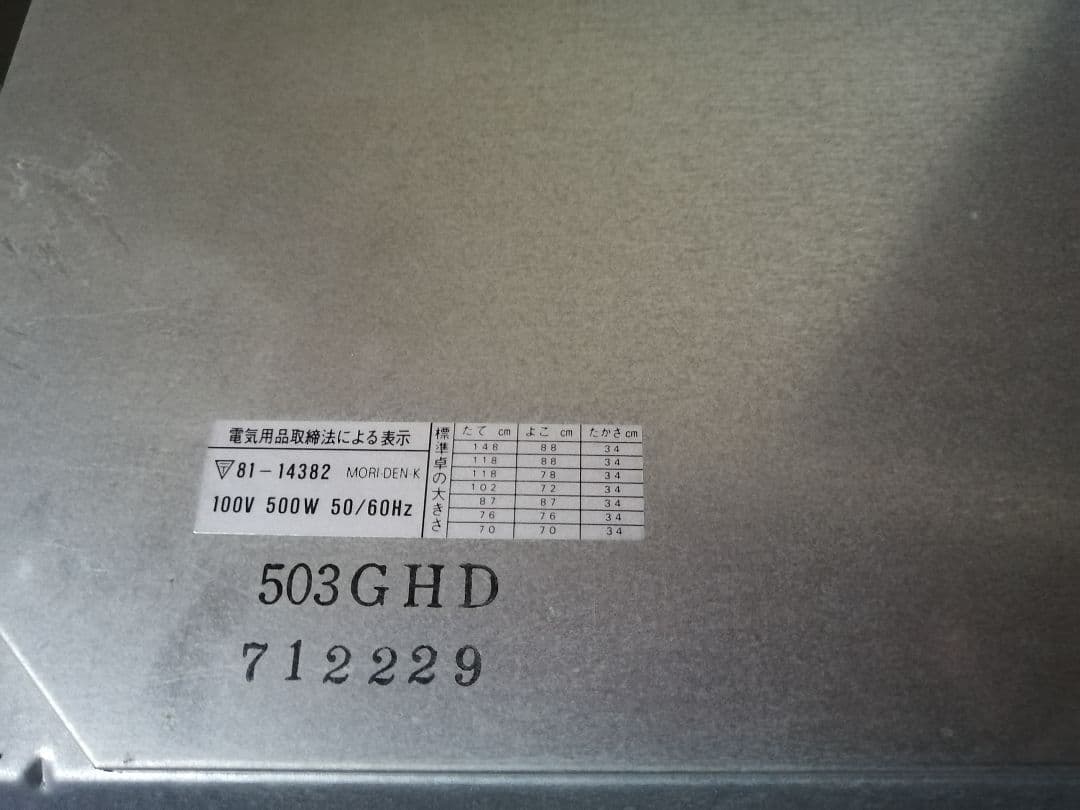 電気用品取締法による表示
〒81-14382 MORI-DEN-K
100V 500W 50/60Hz
標準卓の大きさ
たて cm よこ cm たかさcm
148 88 34
118 88 34
118 78 34
102 72 34
87 87 34
76 76 34
70 70 34
503GHD
712229